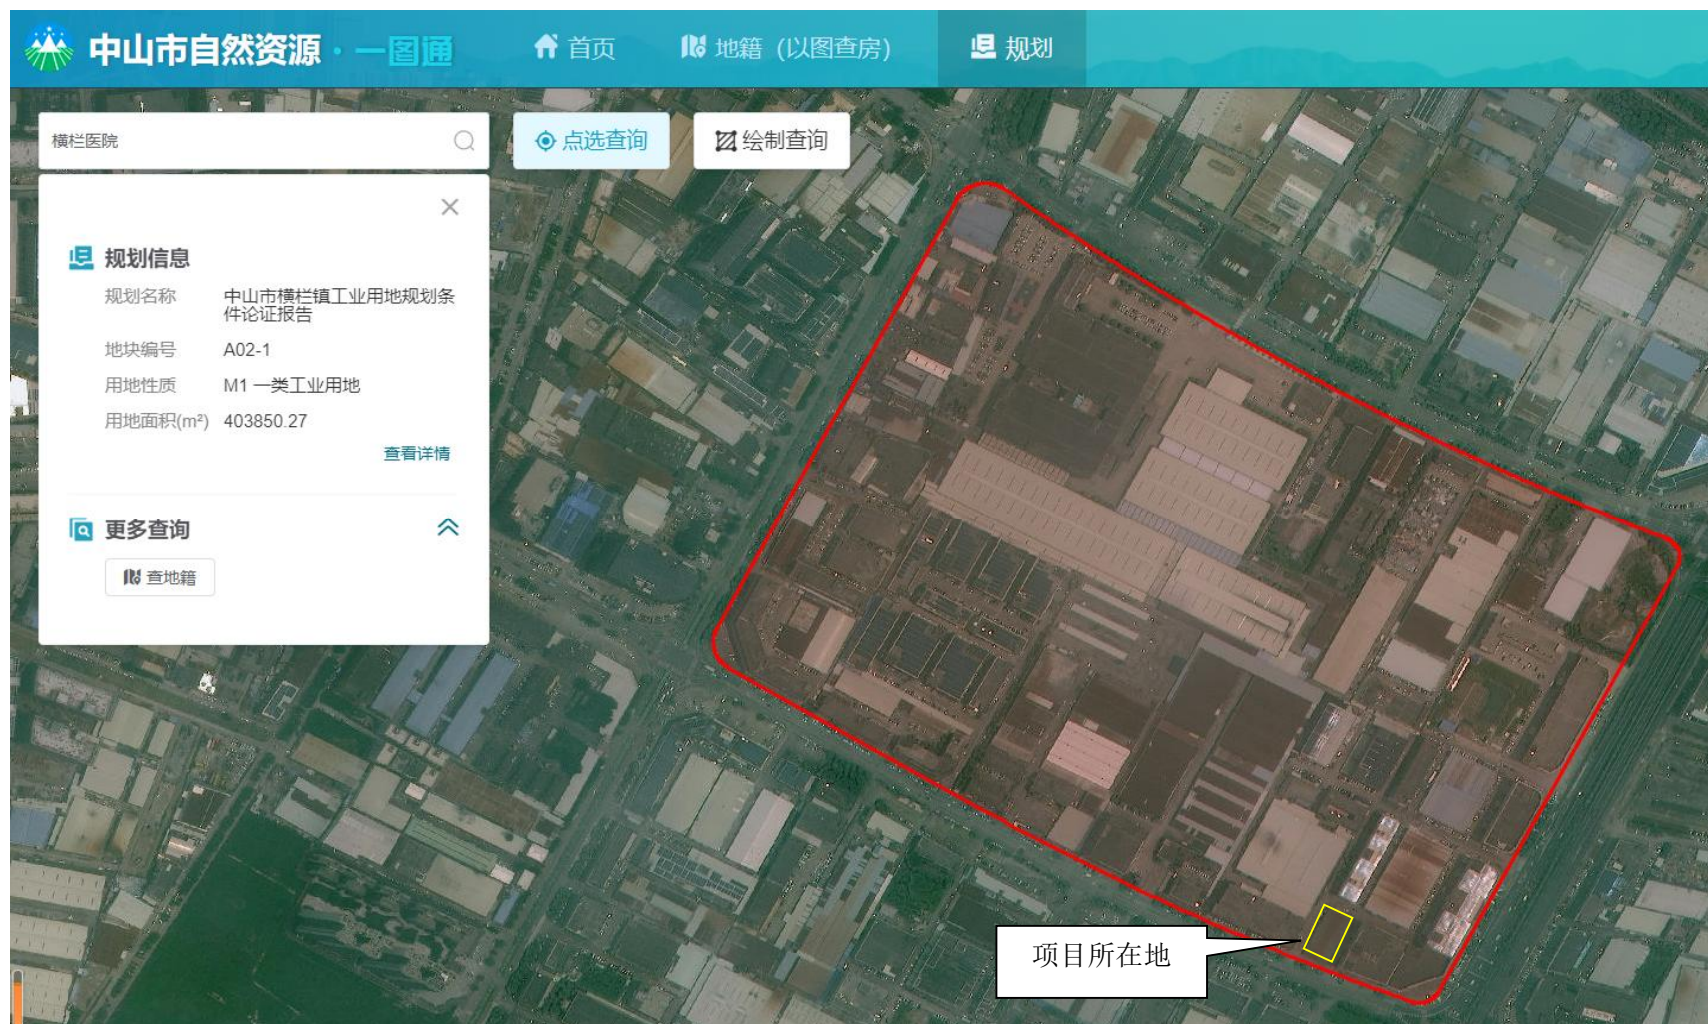 中山市自然资源·一图通
首页
地籍（以图查房）
规划
横栏医院
点选查询
绘制查询
规划信息
规划名称 中山市横栏镇工业用地规划条
件论证报告
地块编号 A02-1
用地性质 M1 一类工业用地
用地面积(m²) 403850.27
查看详情
更多查询
查地籍
项目所在地